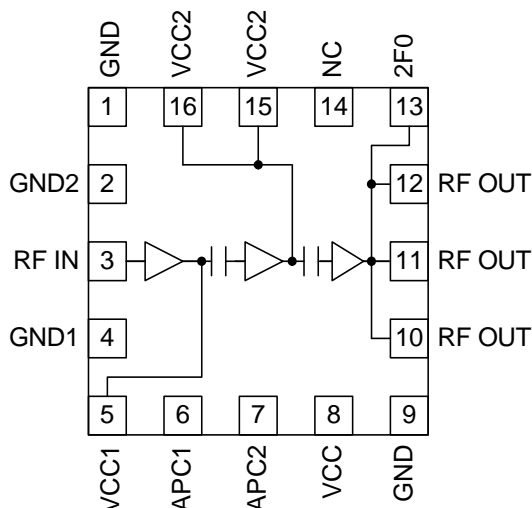 GND
VCC2
VCC2
NC
2F0
1
16
15
14
13
GND2
2
12
RF OUT
RF IN
3
11
RF OUT
GND1
4
10
RF OUT
5
6
7
8
9
VCC1
APC1
APC2
VCC
GND